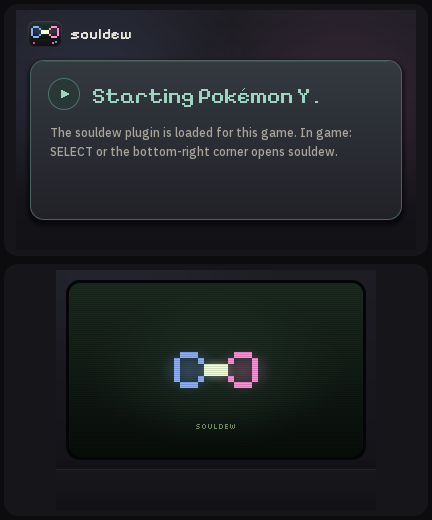 souldew
Starting Pokémon Y.
The souldew plugin is loaded for this game. In game:
SELECT or the bottom-right corner opens souldew.
SOULDEW